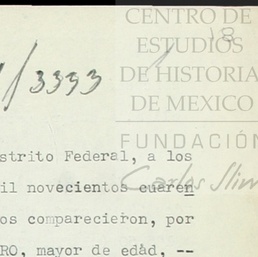 CENTRO DE
ESTUDIOS
DE HISTORIA
DE MEXICO
FUNDACIÓN
Carlos Slim
18
/3333
strito Federal, a los
il novecientos cuaren
os comparecieron, por
RO, mayor de edad, --